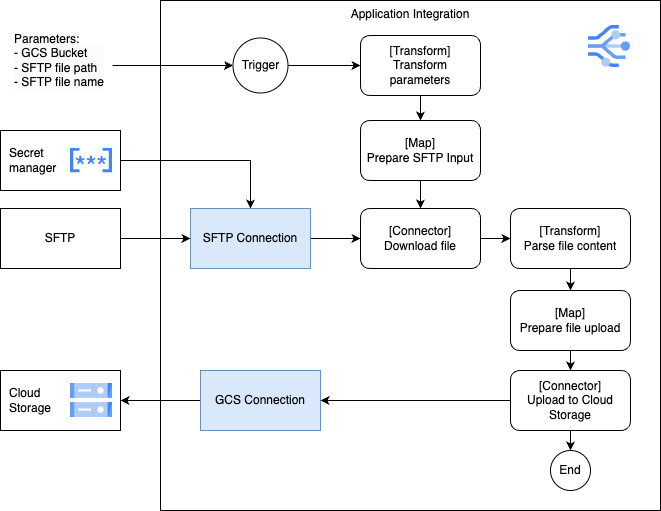 Application Integration
Parameters:
- GCS Bucket
- SFTP file path
- SFTP file name
Trigger
[Transform]
Transform
parameters
Secret
manager
[***]
[Map]
Prepare SFTP Input
SFTP
SFTP Connection
[Connector]
Download file
[Transform]
Parse file content
[Map]
Prepare file upload
Cloud
Storage
GCS Connection
[Connector]
Upload to Cloud
Storage
End